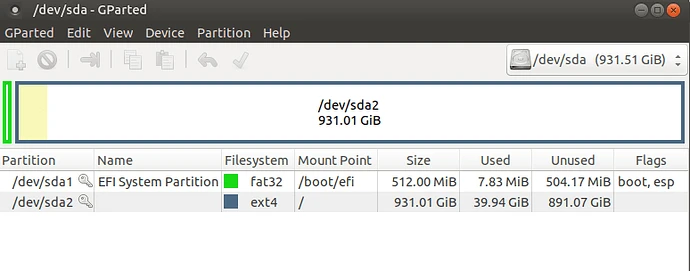 /dev/sda - GParted
GParted Edit View Device Partition Help
/dev/sda (931.51 GiB)
/dev/sda2
931.01 GiB
Partition Name Filesystem Mount Point Size Used Unused Flags
/dev/sda1 EFI System Partition fat32 /boot/efi 512.00 MiB 7.83 MiB 504.17 MiB boot, esp
/dev/sda2 ext4 / 931.01 GiB 39.94 GiB 891.07 GiB